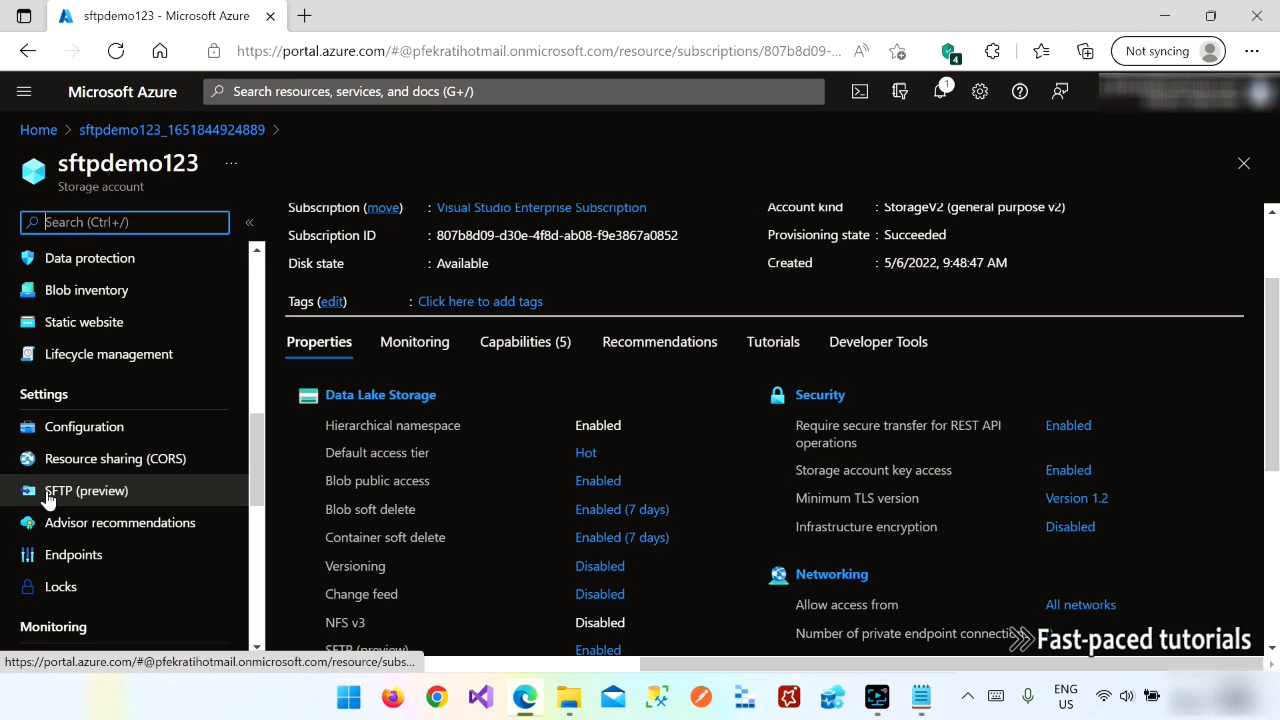 sftpdemo123 - Microsoft Azure
https://portal.azure.com/#@pfekratihotmail.onmicrosoft.com/resource/subscriptions/807b8d09-...
4
Not syncing
Microsoft Azure
Search resources, services, and docs (G+/)
1
Home > sftpdemo123_1651844924889 >
sftpdemo123 ...
Storage account
Search (Ctrl+/)
«
Data protection
Blob inventory
Static website
Lifecycle management
Settings
Configuration
Resource sharing (CORS)
SFTP (preview)
Advisor recommendations
Endpoints
Locks
Monitoring
Subscription (move) : Visual Studio Enterprise Subscription
Subscription ID : 807b8d09-d30e-4f8d-ab08-f9e3867a0852
Disk state : Available
Account kind : StorageV2 (general purpose v2)
Provisioning state : Succeeded
Created : 5/6/2022, 9:48:47 AM
Tags (edit) : Click here to add tags
Properties Monitoring Capabilities (5) Recommendations Tutorials Developer Tools
Data Lake Storage
Hierarchical namespace Enabled
Default access tier Hot
Blob public access Enabled
Blob soft delete Enabled (7 days)
Container soft delete Enabled (7 days)
Versioning Disabled
Change feed Disabled
NFS v3 Disabled
SFTP (preview) Enabled
Security
Require secure transfer for REST API operations Enabled
Storage account key access Enabled
Minimum TLS version Version 1.2
Infrastructure encryption Disabled
Networking
Allow access from All networks
Number of private endpoint connecti
Fast-paced tutorials
https://portal.azure.com/#@pfekratihotmail.onmicrosoft.com/resource/subs...
ENG
US